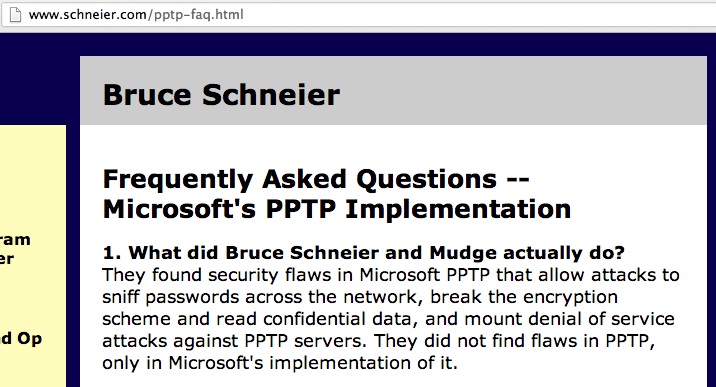 www.schneier.com/pptp-faq.html
Bruce Schneier
Frequently Asked Questions --
Microsoft's PPTP Implementation
1. What did Bruce Schneier and Mudge actually do?
They found security flaws in Microsoft PPTP that allow attacks to
sniff passwords across the network, break the encryption
scheme and read confidential data, and mount denial of service
attacks against PPTP servers. They did not find flaws in PPTP,
only in Microsoft's implementation of it.
Op